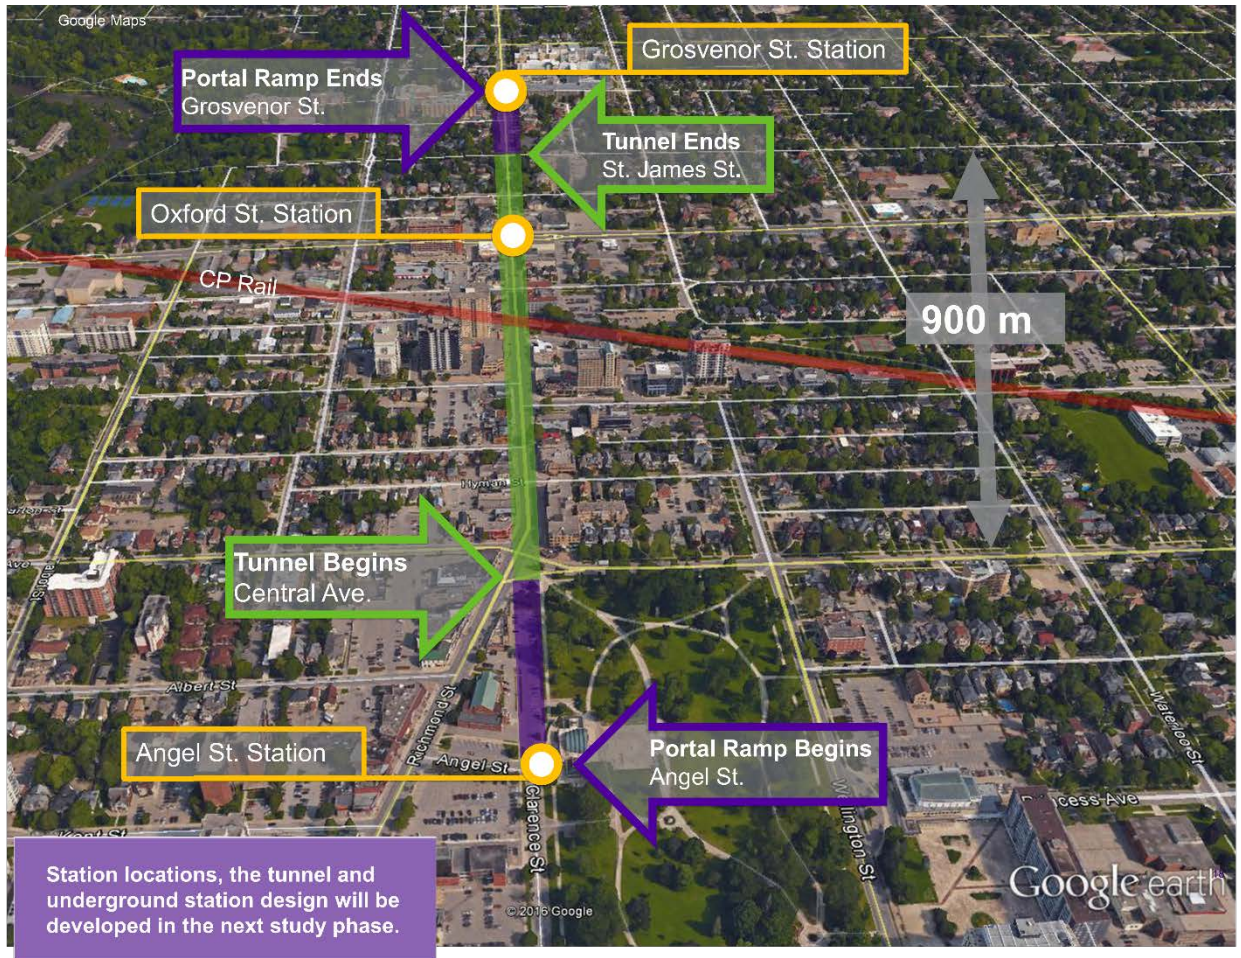 Google Maps
Grosvenor St. Station
Portal Ramp Ends
Grosvenor St.
Tunnel Ends
St. James St.
Oxford St. Station
CP Rail
900 m
Hyman St
Tunnel Begins
Central Ave.
Ave
Albert St
Richmond St
Waterloo St
Angel St. Station
Angel St
Portal Ramp Begins
Angel St.
Clarence St
Wellington St
Princess Ave
Kent St
Station locations, the tunnel and
underground station design will be
developed in the next study phase.
© 2016 Google
Google earth